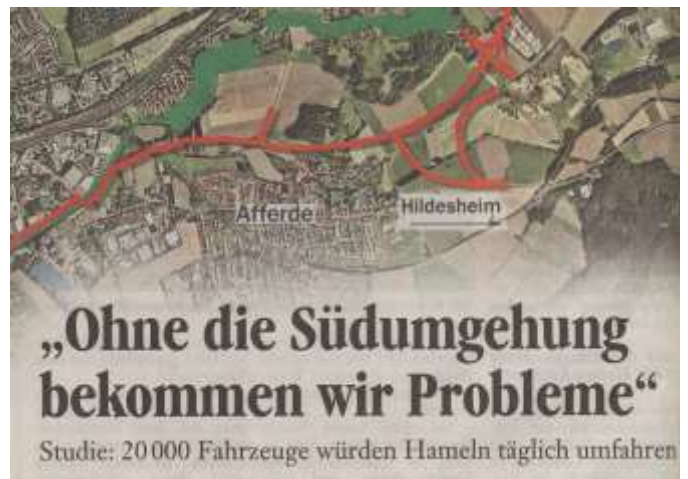 Afferde
Hildesheim
„Ohne die Südumgehung
bekommen wir Probleme“
Studie: 20 000 Fahrzeuge würden Hameln täglich umfahren